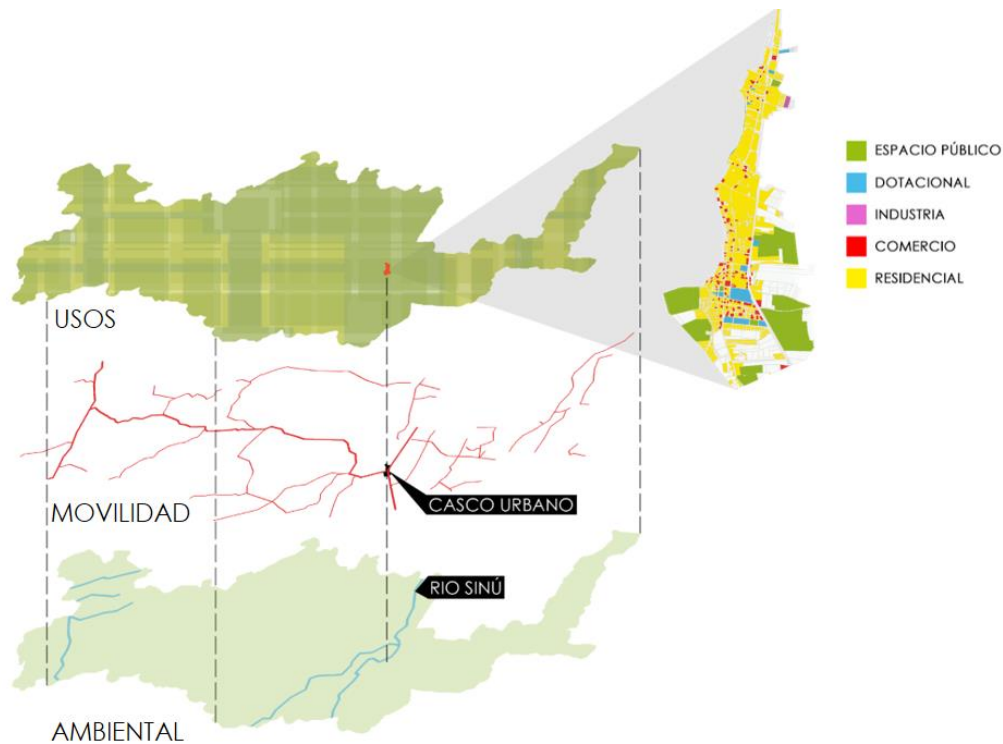 ESPACIO PÚBLICO
DOTACIONAL
INDUSTRIA
COMERCIO
RESIDENCIAL
USOS
CASCO URBANO
MOVILIDAD
RIO SINÚ
AMBIENTAL